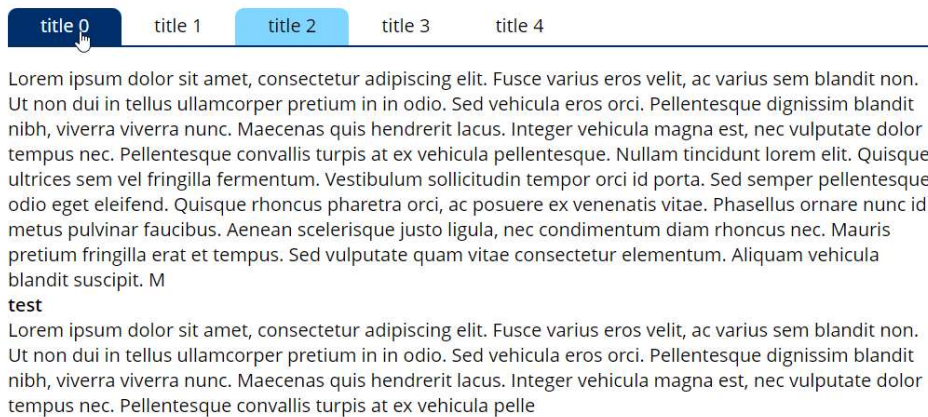 title 0 title 1 title 2 title 3 title 4
Lorem ipsum dolor sit amet, consectetur adipiscing elit. Fusce varius eros velit, ac varius sem blandit non.
Ut non dui in tellus ullamcorper pretium in in odio. Sed vehicula eros orci. Pellentesque dignissim blandit
nibh, viverra viverra nunc. Maecenas quis hendrerit lacus. Integer vehicula magna est, nec vulputate dolor
tempus nec. Pellentesque convallis turpis at ex vehicula pellentesque. Nullam tincidunt lorem elit. Quisque
ultrices sem vel fringilla fermentum. Vestibulum sollicitudin tempor orci id porta. Sed semper pellentesque
odio eget eleifend. Quisque rhoncus pharetra orci, ac posuere ex venenatis vitae. Phasellus ornare nunc id
metus pulvinar faucibus. Aenean scelerisque justo ligula, nec condimentum diam rhoncus nec. Mauris
pretium fringilla erat et tempus. Sed vulputate quam vitae consectetur elementum. Aliquam vehicula
blandit suscipit. M
test
Lorem ipsum dolor sit amet, consectetur adipiscing elit. Fusce varius eros velit, ac varius sem blandit non.
Ut non dui in tellus ullamcorper pretium in in odio. Sed vehicula eros orci. Pellentesque dignissim blandit
nibh, viverra viverra nunc. Maecenas quis hendrerit lacus. Integer vehicula magna est, nec vulputate dolor
tempus nec. Pellentesque convallis turpis at ex vehicula pelle